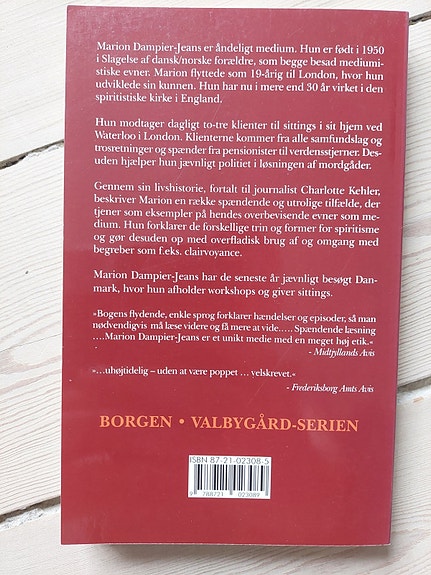 Marion Dampier-Jeans er åndeligt medium. Hun er født i 1950
i Slagelse af dansk/norske forældre, som begge besad mediumi-
stiske evner. Marion flyttede som 19-årig til London, hvor hun
udviklede sin kunnen. Hun har nu i mere end 30 år virket i den
spiritistiske kirke i England.
Hun modtager dagligt to-tre klienter til sittings i sit hjem ved
Waterloo i London. Klienterne kommer fra alle samfundslag og
trosretninger og spænder fra pensionister til verdensstjerner. Des-
uden hjælper hun jævnligt politiet i løsningen af mordgåder.
Gennem sin livshistorie, fortalt til journalist Charlotte Kehler,
beskriver Marion en række spændende og utrolige tilfælde, der
tjener som eksempler på hendes overbevisende evner som me-
dium. Hun forklarer de forskellige trin og former for spiritisme
og gør desuden op med overfladisk brug af og omgang med
begreber som f.eks. clairvoyance.
Marion Dampier-Jeans har de seneste år jævnligt besøgt Dan-
mark, hvor hun afholder workshops og giver sittings.
»Bogens flydende, enkle sprog forklarer hændelser og episoder, så man
nødvendigvis må læse videre og få mere at vide..... Spændende læsning
....Marion Dampier-Jeans er et unikt medie med en meget høj etik.«
- Midtjyllands Avis
»...uhøjtidelig – uden at være poppet ... velskrevet.«
- Frederiksborg Amts Avis
BORGEN • VALBYGÅRD-SERIEN
ISBN 87-21-02308-5
9 788721 023089